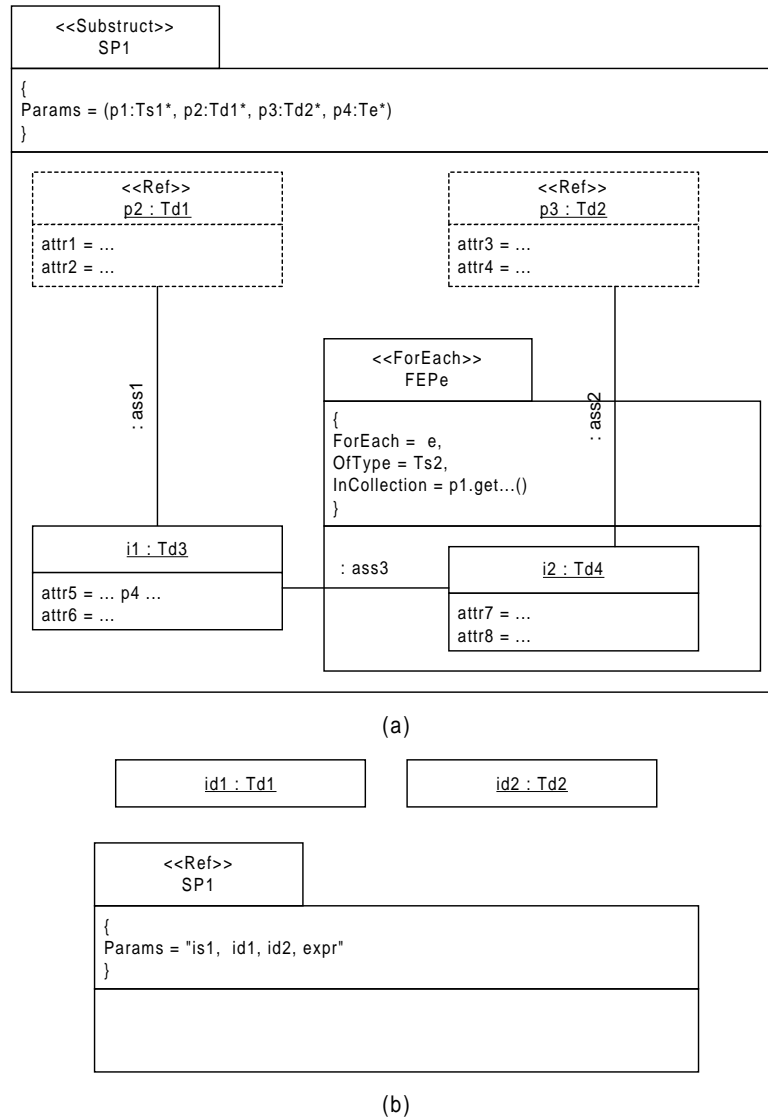 <<Substruct>>
SP1
{
Params = (p1:Ts1*, p2:Td1*, p3:Td2*, p4:Te*)
}
<<Ref>>
p2 : Td1
attr1 = ...
attr2 = ...
<<Ref>>
p3 : Td2
attr3 = ...
attr4 = ...
: ass1
<<ForEach>>
FEPe
: ass2
{
ForEach = e,
OfType = Ts2,
InCollection = p1.get...()
}
i1 : Td3
attr5 = ... p4 ...
attr6 = ...
: ass3
i2 : Td4
attr7 = ...
attr8 = ...
(a)
id1 : Td1
id2 : Td2
<<Ref>>
SP1
{
Params = "is1, id1, id2, expr"
}
(b)